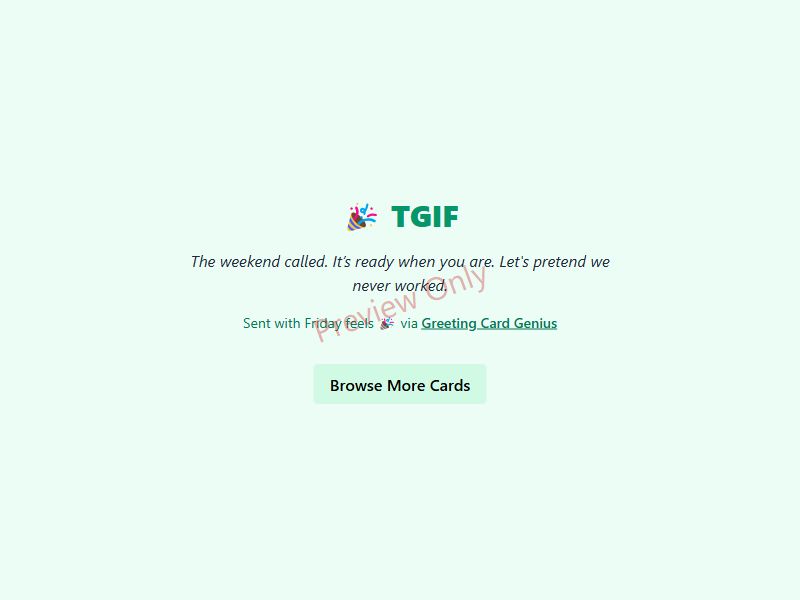 🎉 TGIF
The weekend called. It’s ready when you are. Let's pretend we
never worked.
Preview Only
Sent with Friday feels 🎉 via Greeting Card Genius
Browse More Cards